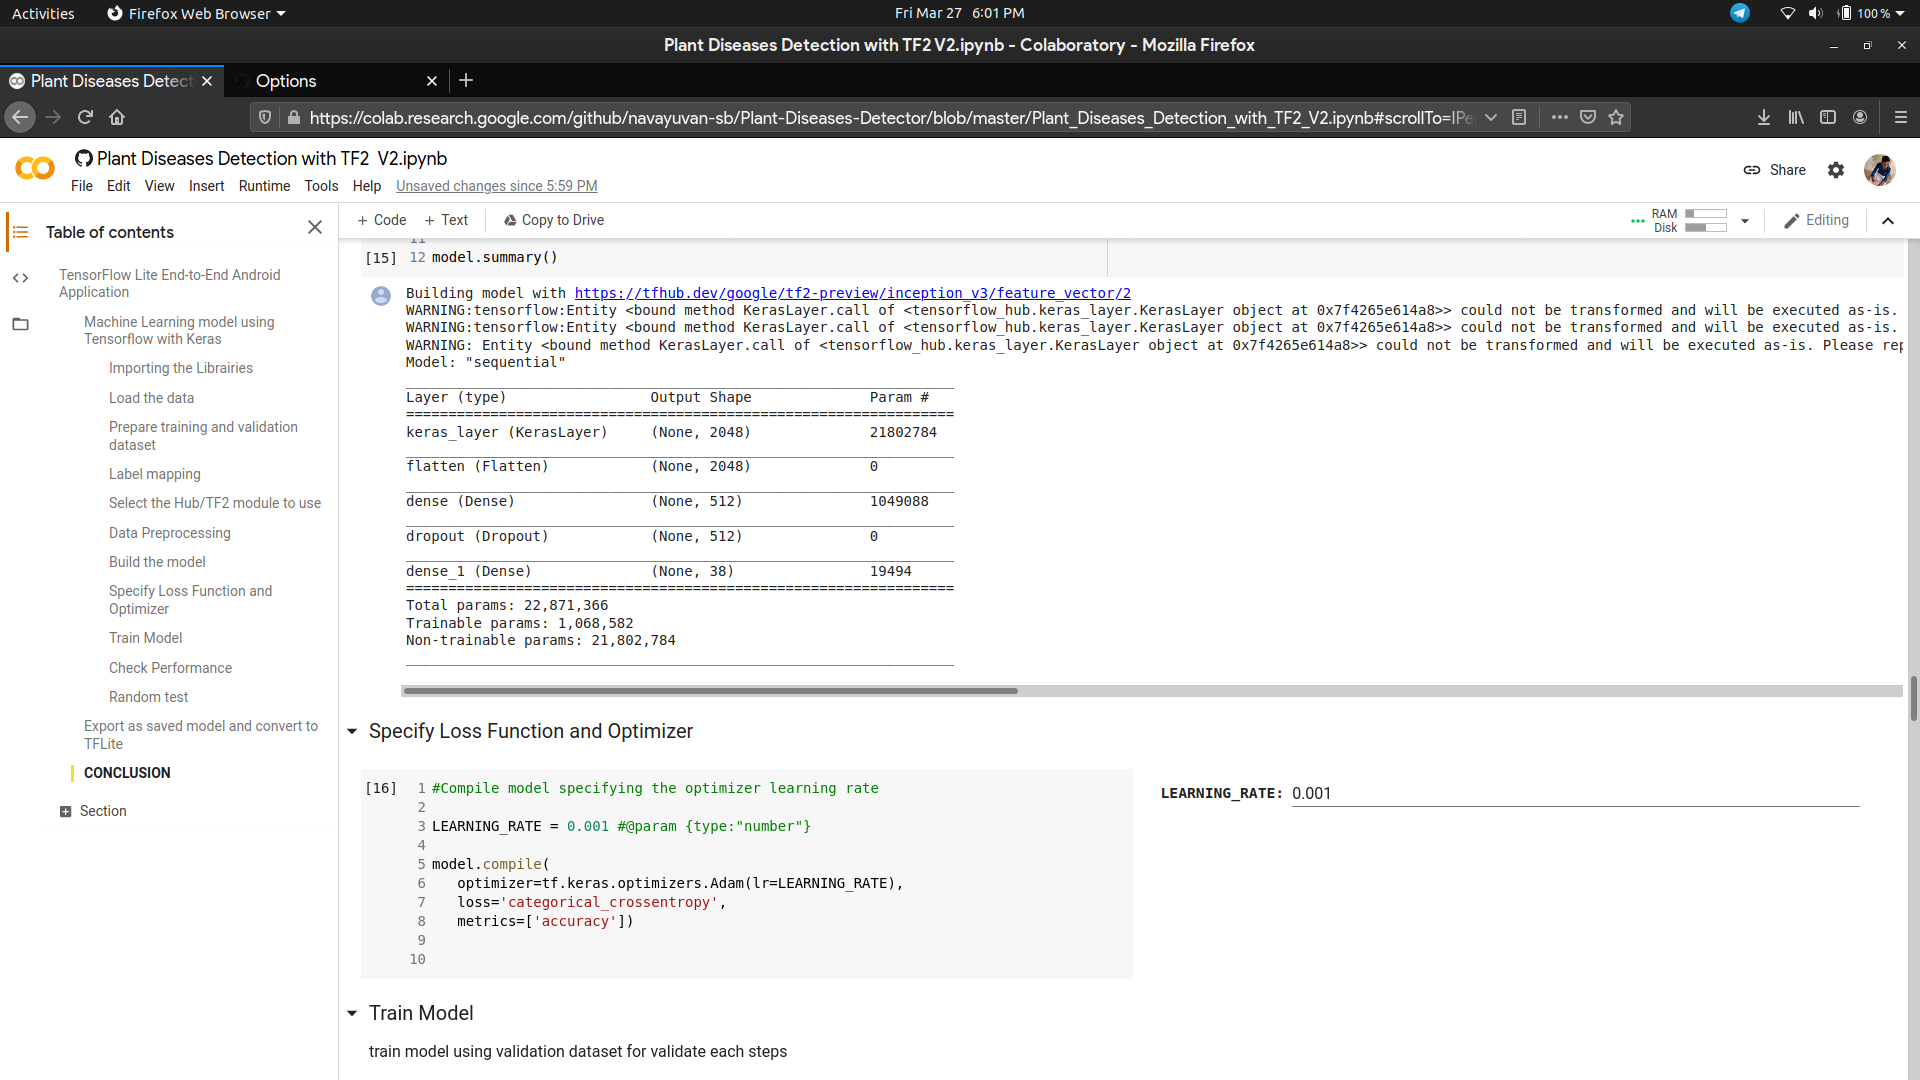 Activities
Firefox Web Browser
Fri Mar 27 6:01 PM
100 %
Plant Diseases Detection with TF2 V2.ipynb - Colaboratory - Mozilla Firefox
Plant Diseases Detect
Options
https://colab.research.google.com/github/navayuvan-sb/Plant-Diseases-Detector/blob/master/Plant_Diseases_Detection_with_TF2_V2.ipynb#scrollTo=IPe
Plant Diseases Detection with TF2 V2.ipynb
File Edit View Insert Runtime Tools Help Unsaved changes since 5:59 PM
Share
+ Code + Text Copy to Drive
RAM
Disk
Editing
Table of contents
TensorFlow Lite End-to-End Android
Application
Machine Learning model using
Tensorflow with Keras
Importing the Librairies
Load the data
Prepare training and validation
dataset
Label mapping
Select the Hub/TF2 module to use
Data Preprocessing
Build the model
Specify Loss Function and
Optimizer
Train Model
Check Performance
Random test
Export as saved model and convert to
TFLite
CONCLUSION
Section
11
[15] 12 model.summary()
Building model with https://tfhub.dev/google/tf2-preview/inception_v3/feature_vector/2
WARNING:tensorflow:Entity <bound method KerasLayer.call of <tensorflow_hub.keras_layer.KerasLayer object at 0x7f4265e614a8>> could not be transformed and will be executed as-is.
WARNING:tensorflow:Entity <bound method KerasLayer.call of <tensorflow_hub.keras_layer.KerasLayer object at 0x7f4265e614a8>> could not be transformed and will be executed as-is.
WARNING: Entity <bound method KerasLayer.call of <tensorflow_hub.keras_layer.KerasLayer object at 0x7f4265e614a8>> could not be transformed and will be executed as-is. Please rep
Model: "sequential"
Layer (type) Output Shape Param #
=================================================================
keras_layer (KerasLayer) (None, 2048) 21802784
flatten (Flatten) (None, 2048) 0
dense (Dense) (None, 512) 1049088
dropout (Dropout) (None, 512) 0
dense_1 (Dense) (None, 38) 19494
=================================================================
Total params: 22,871,366
Trainable params: 1,068,582
Non-trainable params: 21,802,784
Specify Loss Function and Optimizer
[16] 1 #Compile model specifying the optimizer learning rate
2
3 LEARNING_RATE = 0.001 #@param {type:"number"}
4
5 model.compile(
6 optimizer=tf.keras.optimizers.Adam(lr=LEARNING_RATE),
7 loss='categorical_crossentropy',
8 metrics=['accuracy'])
9
10
LEARNING_RATE: 0.001
Train Model
train model using validation dataset for validate each steps